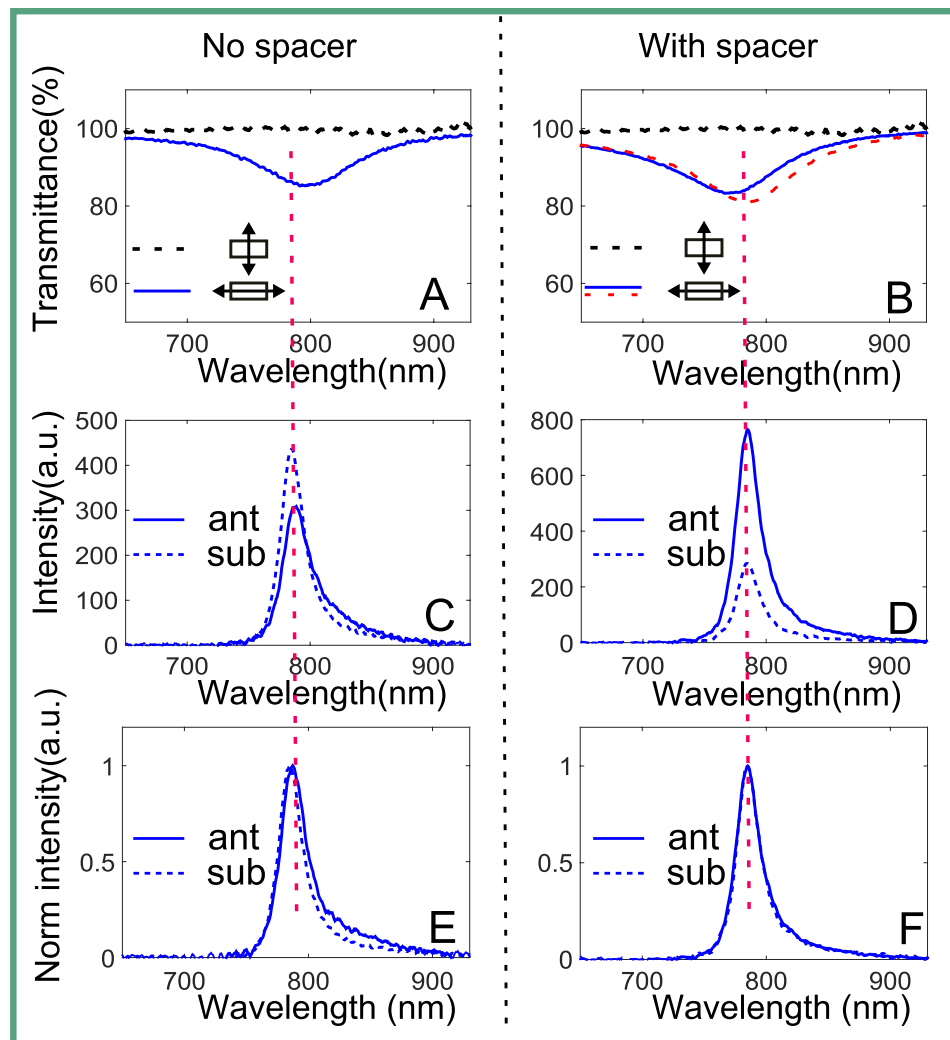 No spacer
With spacer
Transmittance(%)
100
80
60
A
700
800
900
Wavelength(nm)
100
80
60
B
700
800
900
Wavelength(nm)
Intensity(a.u.)
500
400
300
200
100
0
ant
sub
C
700
800
900
Wavelength(nm)
800
600
400
200
0
ant
sub
D
700
800
900
Wavelength(nm)
Norm intensity(a.u.)
1
0.5
0
ant
sub
E
700
800
900
Wavelength (nm)
1
0.5
0
ant
sub
F
700
800
900
Wavelength (nm)